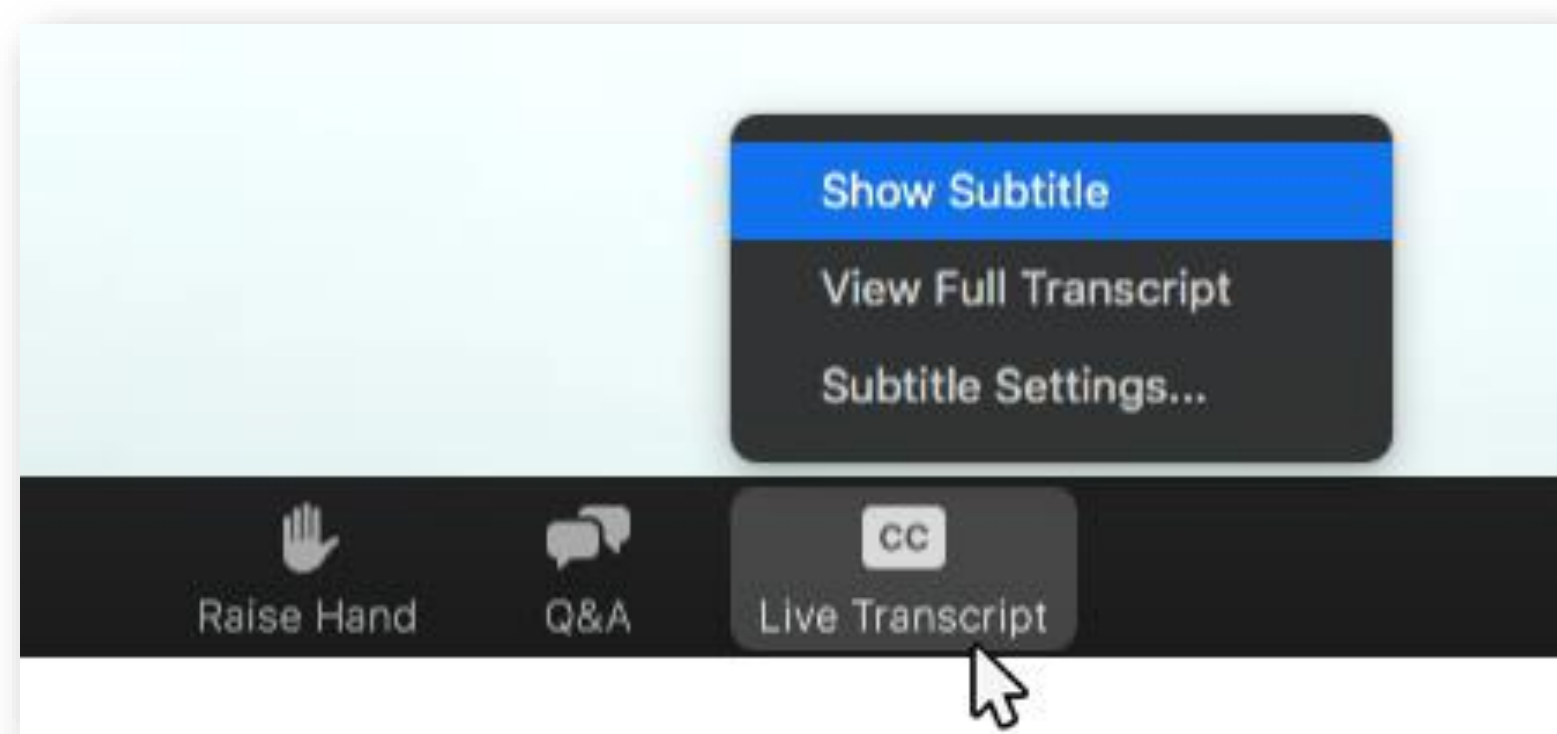 Show Subtitle
View Full Transcript
Subtitle Settings...
CC
Raise Hand
Q&A
Live Transcript